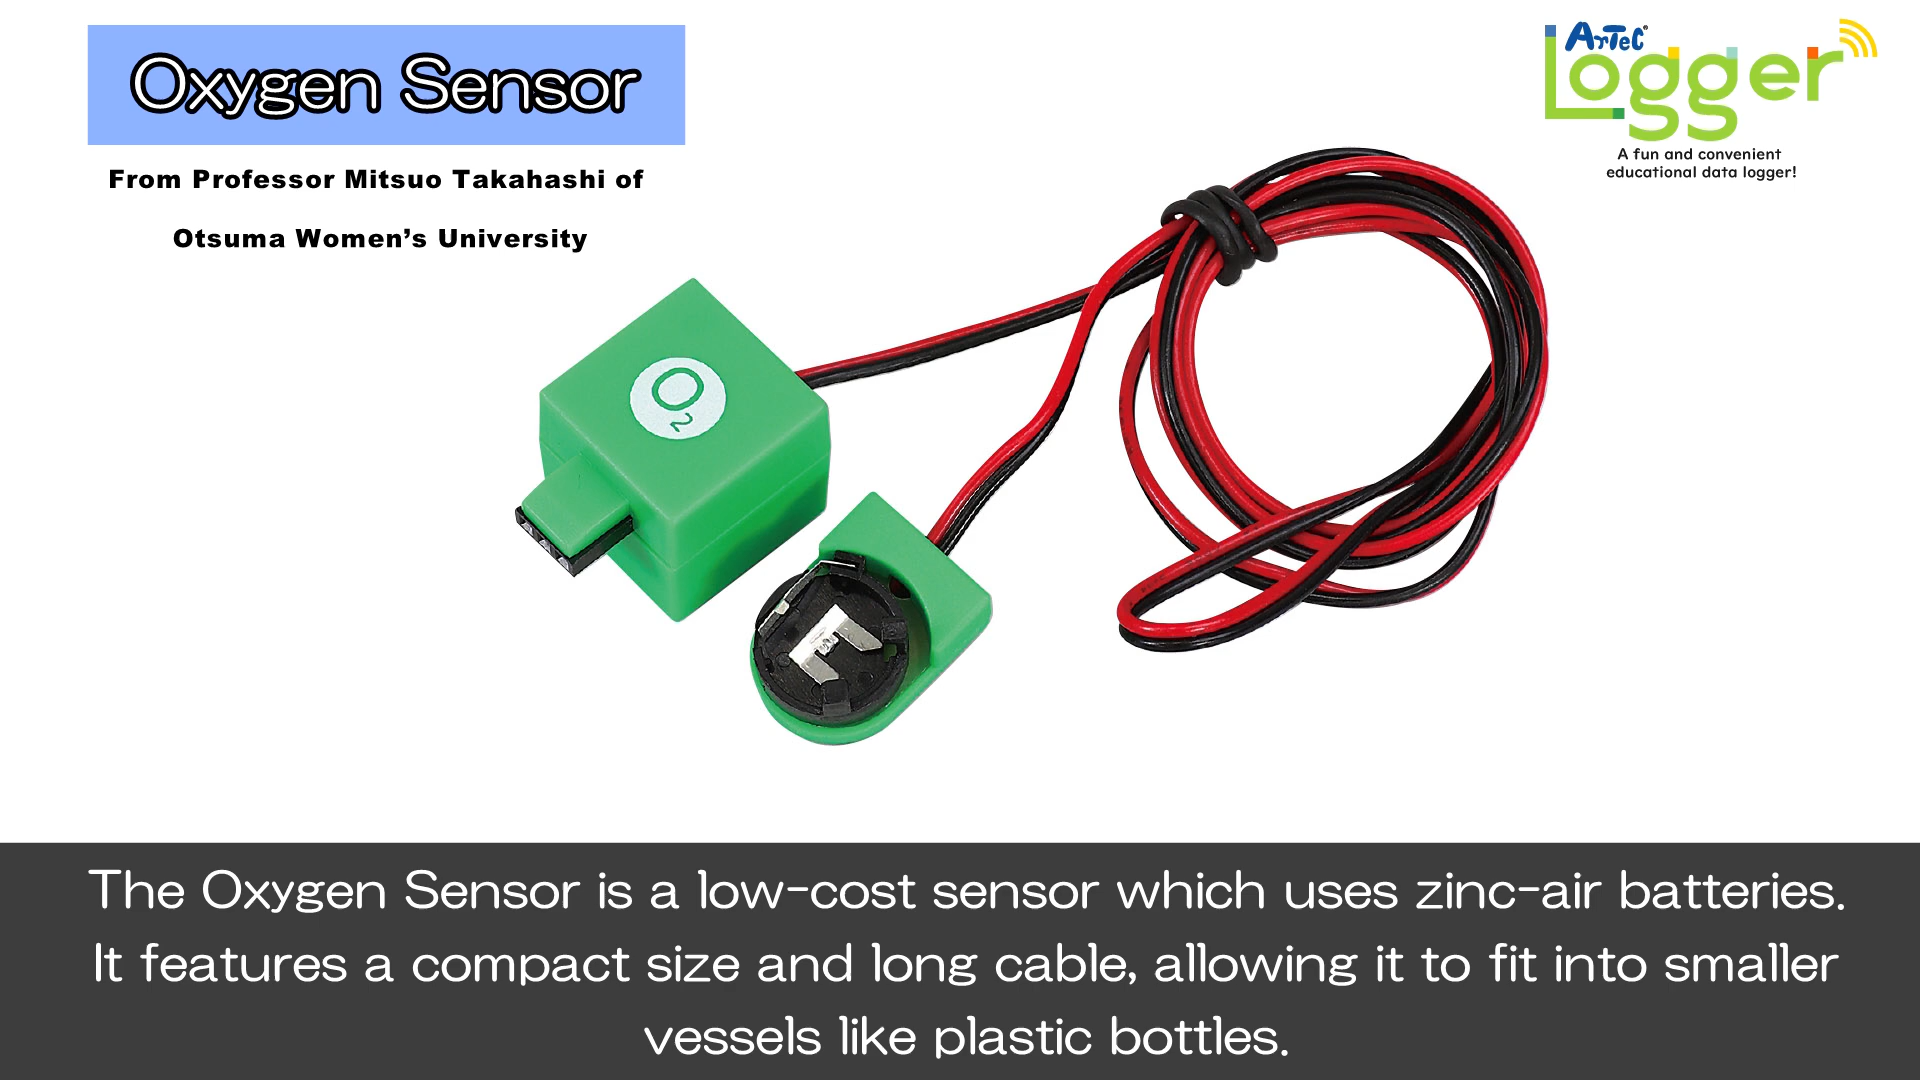 Oxygen Sensor
From Professor Mitsuo Takahashi of
Otsuma Women's University
ArTeC
Logger
A fun and convenient
educational data logger!
O2
The Oxygen Sensor is a low-cost sensor which uses zinc-air batteries.
It features a compact size and long cable, allowing it to fit into smaller
vessels like plastic bottles.